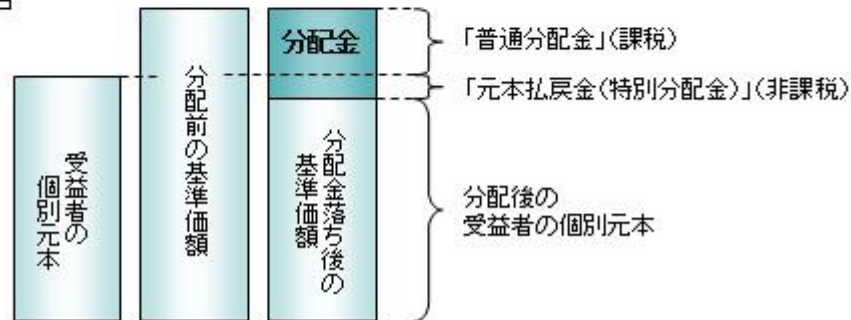 分配金
「普通分配金」(課税)
「元本払戻金(特別分配金)」(非課税)
受益者の
個別元本
分配前の基準価額
分配金落ち後の
基準価額
分配後の
受益者の個別元本